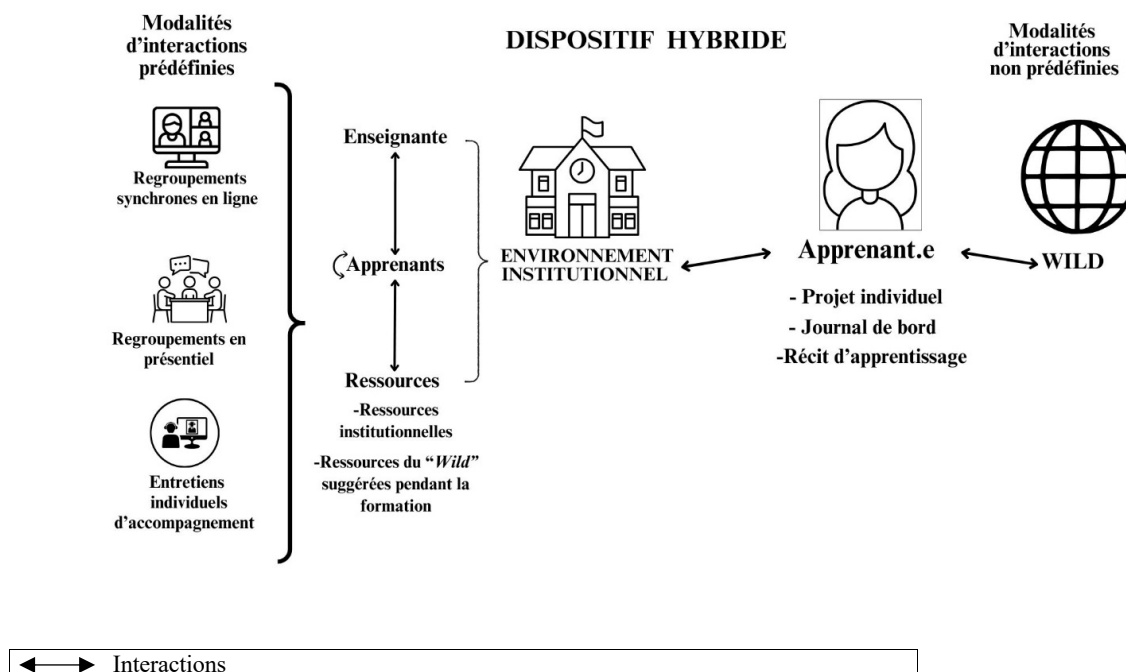 Modalités
d'interactions
prédéfinies
DISPOSITIF HYBRIDE
Modalités
d'interactions
non prédéfinies
Regroupements
synchrones en ligne
Regroupements en
présentiel
Entretiens
individuels
d'accompagnement
Enseignante
Apprenants
Ressources
-Ressources
institutionnelles
-Ressources du “Wild”
suggérées pendant la
formation
ENVIRONNEMENT
INSTITUTIONNEL
Apprenant.e
- Projet individuel
- Journal de bord
-Récit d'apprentissage
WILD
Interactions